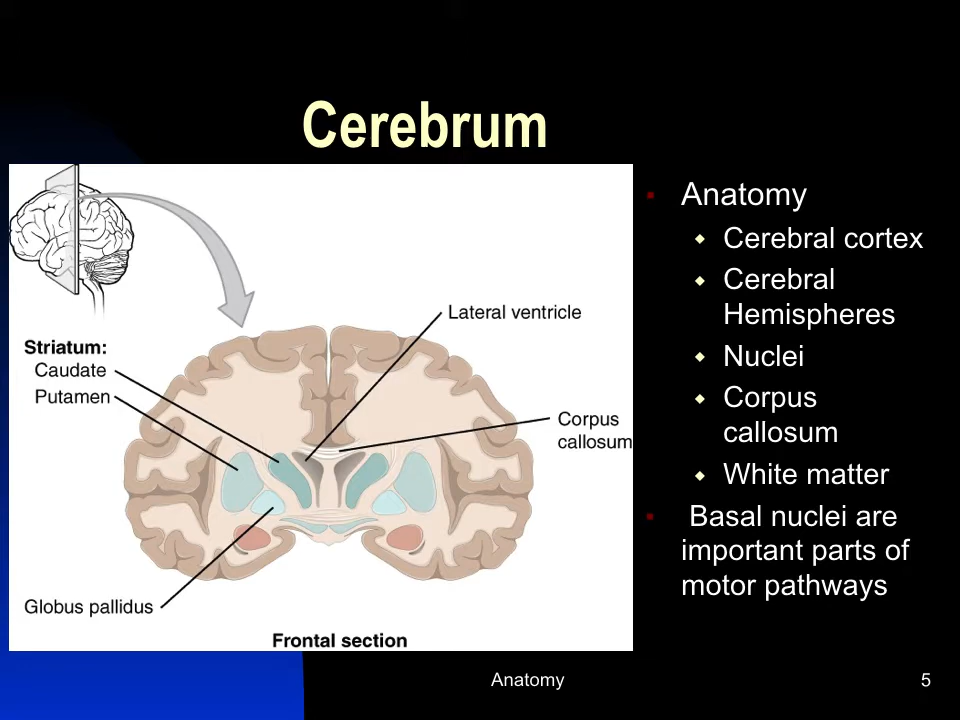 Cerebrum
Striatum:
Caudate
Putamen
Lateral ventricle
Corpus
callosum
Globus pallidus
Frontal section
Anatomy
Cerebral cortex
Cerebral
Hemispheres
Nuclei
Corpus
callosum
White matter
Basal nuclei are
important parts of
motor pathways
Anatomy
5